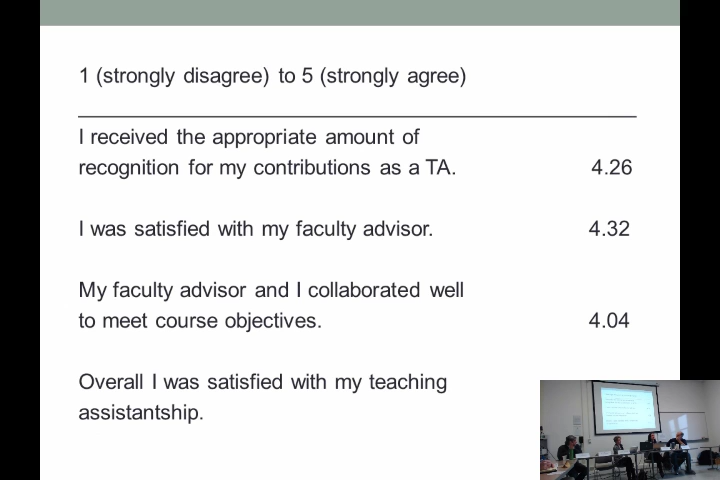 1 (strongly disagree) to 5 (strongly agree)
I received the appropriate amount of
recognition for my contributions as a TA. 4.26
I was satisfied with my faculty advisor. 4.32
My faculty advisor and I collaborated well
to meet course objectives. 4.04
Overall I was satisfied with my teaching
assistantship.